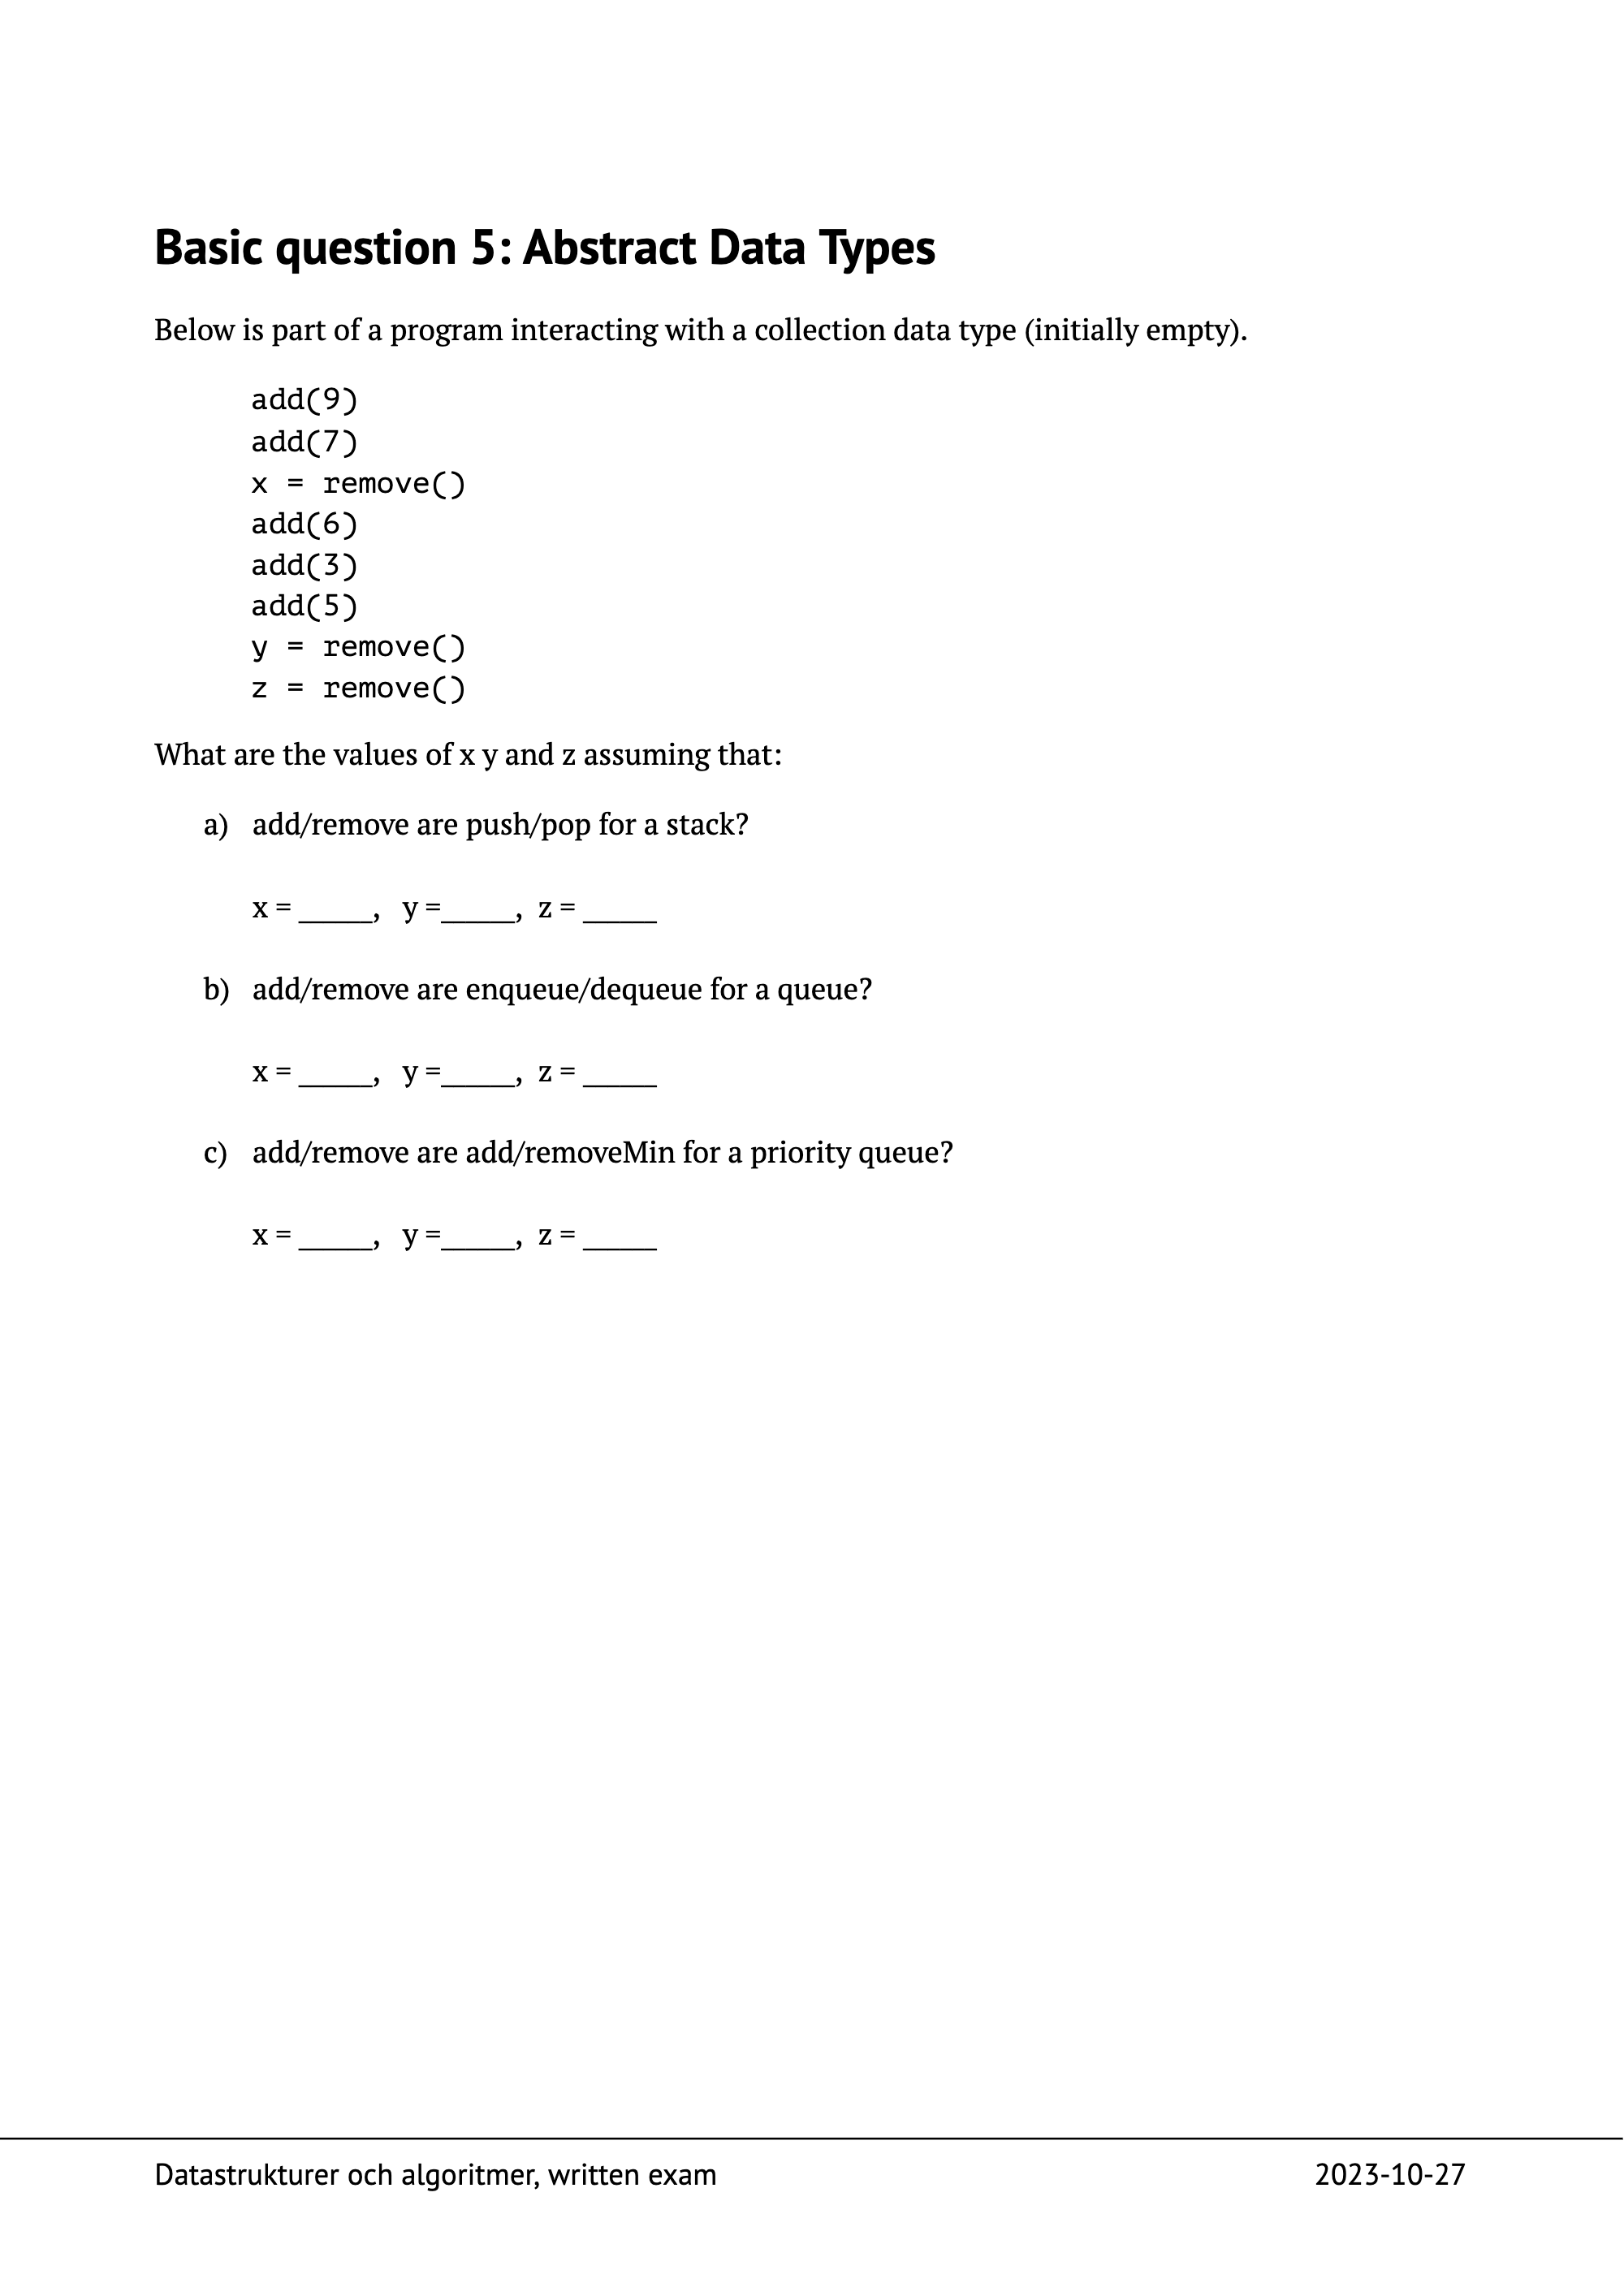 Basic question 5: Abstract Data Types
Below is part of a program interacting with a collection data type (initially empty).
add(9)
add(7)
x = remove()
add(6)
add(3)
add(5)
y = remove()
z = remove()
What are the values of x y and z assuming that:
a) add/remove are push/pop for a stack?
x = _____, y =_____, z = _____
b) add/remove are enqueue/dequeue for a queue?
x = _____, y =_____, z = _____
c) add/remove are add/removeMin for a priority queue?
x = _____, y =_____, z = _____
Datastrukturer och algoritmer, written exam 2023-10-27